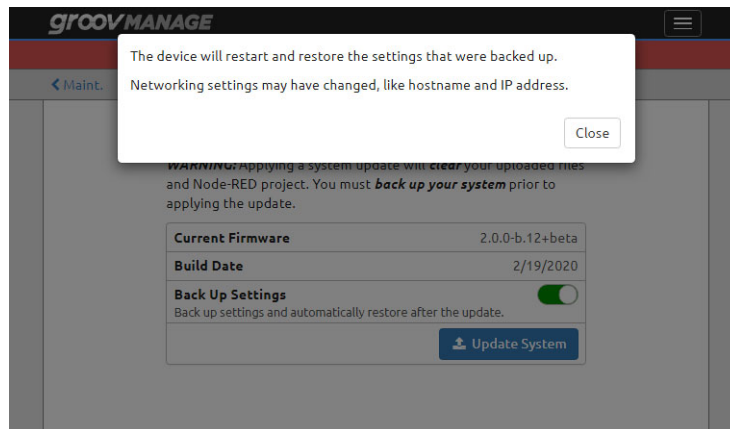 groov MANAGE
The device will restart and restore the settings that were backed up.
Maint.
Networking settings may have changed, like hostname and IP address.
Close
WARNING: Applying a system update will clear your uploaded files
and Node-RED project. You must back up your system prior to
applying the update.
Current Firmware 2.0.0-b.12+beta
Build Date 2/19/2020
Back Up Settings
Back up settings and automatically restore after the update.
Update System